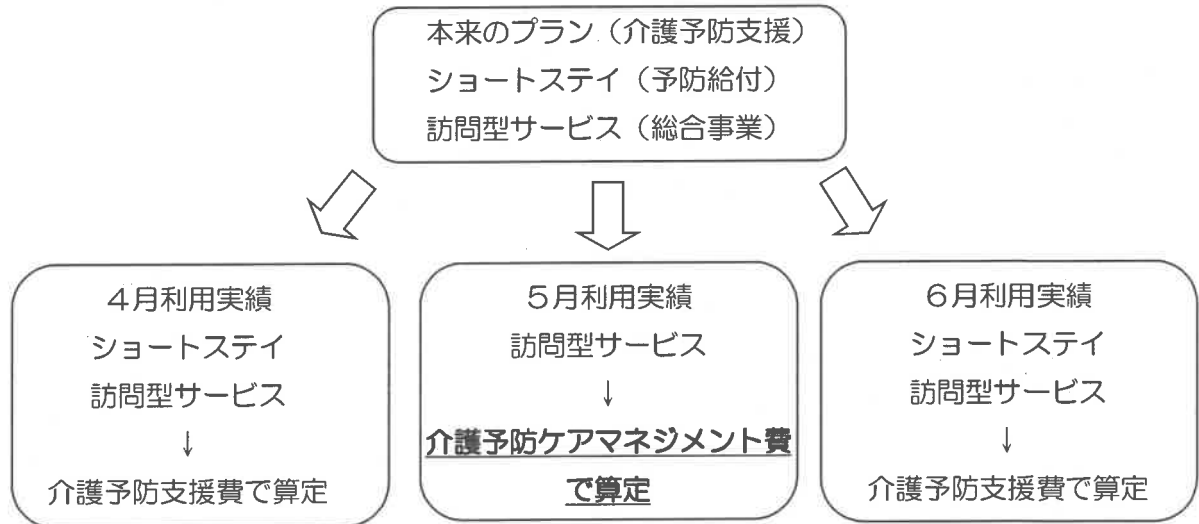 本来のプラン（介護予防支援）
ショートステイ（予防給付）
訪問型サービス（総合事業）
４月利用実績
ショートステイ
訪問型サービス
↓
介護予防支援費で算定
５月利用実績
訪問型サービス
↓
介護予防ケアマネジメント費
で算定
６月利用実績
ショートステイ
訪問型サービス
↓
介護予防支援費で算定